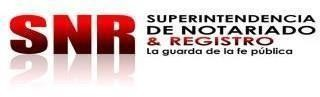 SNR
SUPERINTENDENCIA
DE NOTARIADO
& REGISTRO
La guarda de la fe pública